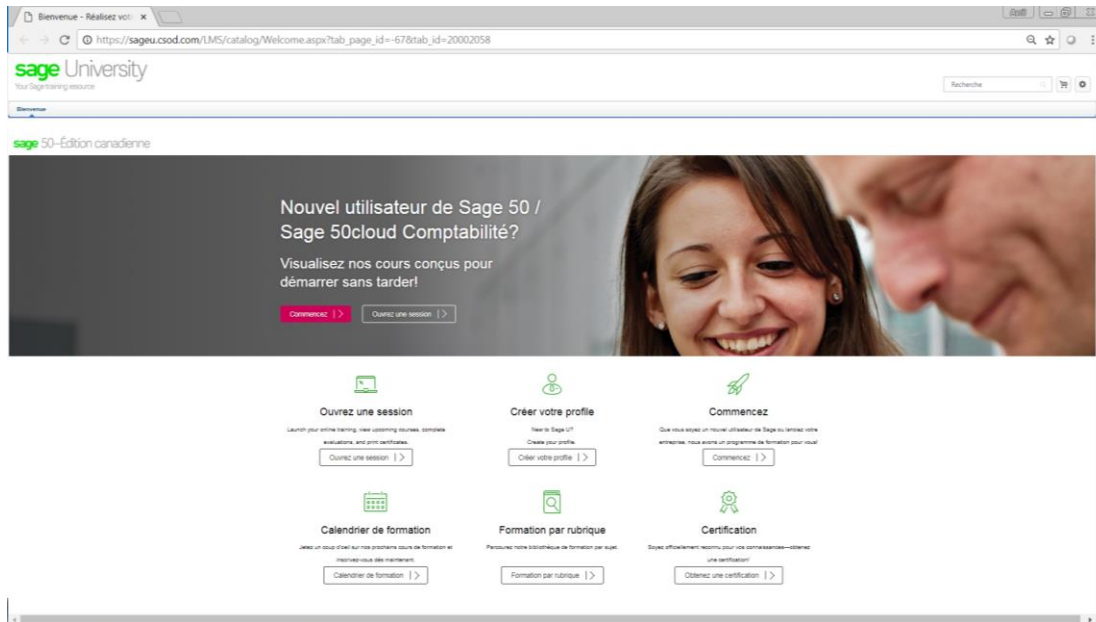 Bienvenue - Réalisez votr
https://sageu.csod.com/LMS/catalog/Welcome.aspx?tab_page_id=-67&tab_id=20002058
sage University
Your Sage training resource
Recherche
Bienvenue
sage 50–Édition canadienne
Nouvel utilisateur de Sage 50 /
Sage 50cloud Comptabilité?
Visualisez nos cours conçus pour
démarrer sans tarder!
Commencez | >
Ouvrez une session | >
Ouvrez une session
Launch your online training, view upcoming courses, complete
evaluations, and print certificates.
Ouvrez une session | >
Créer votre profile
New to Sage U?
Create your profile.
Créer votre profile | >
Commencez
Que vous soyez un nouvel utilisateur de Sage ou lanciez votre
entreprise, nous avons un programme de formation pour vous!
Commencez | >
Calendrier de formation
Jetez un coup d'oeil sur nos prochains cours de formation et
inscrivez-vous dès maintenant.
Calendrier de formation | >
Formation par rubrique
Parcourez notre bibliothèque de formation par sujet.
Formation par rubrique | >
Certification
Soyez officiellement reconnu pour vos connaissances—obtenez
une certification!
Obtenez une certification | >